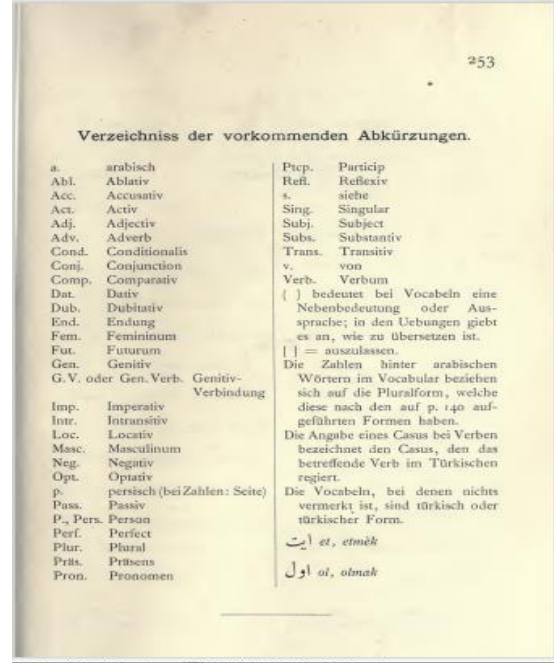 253
Verzeichniss der vorkommenden Abkürzungen.
a. arabisch
Abl. Ablativ
Acc. Accusativ
Act. Activ
Adj. Adjectiv
Adv. Adverb
Cond. Conditionalis
Conj. Conjunction
Comp. Comparativ
Dat. Dativ
Dub. Dubitativ
End. Endung
Fem. Femininum
Fut. Futurum
Gen. Genitiv
G.V. oder Gen.Verb. Genitiv-
Verbindung
Imp. Imperativ
Intr. Intransitiv
Loc. Locativ
Masc. Masculinum
Neg. Negativ
Opt. Optativ
p. persisch (bei Zahlen: Seite)
Pass. Passiv
P., Pers. Person
Perf. Perfect
Plur. Plural
Präs. Präsens
Pron. Pronomen
Ptcp. Particip
Refl. Reflexiv
s. siehe
Sing. Singular
Subj. Subject
Subs. Substantiv
Trans. Transitiv
v. von
Verb. Verbum
( ) bedeutet bei Vocabeln eine
Nebenbedeutung oder Aus-
sprache; in den Uebungen giebt
es an, wie zu übersetzen ist.
[ ] = auszulassen.
Die Zahlen hinter arabischen
Wörtern im Vocabular beziehen
sich auf die Pluralform, welche
diese nach den auf p. 140 auf-
geführten Formen haben.
Die Angabe eines Casus bei Verben
bezeichnet den Casus, den das
betreffende Verb im Türkischen
regiert.
Die Vocabeln, bei denen nichts
vermerkt ist, sind türkisch oder
türkischer Form.
ايت et, etmèk
اول ol, olmak